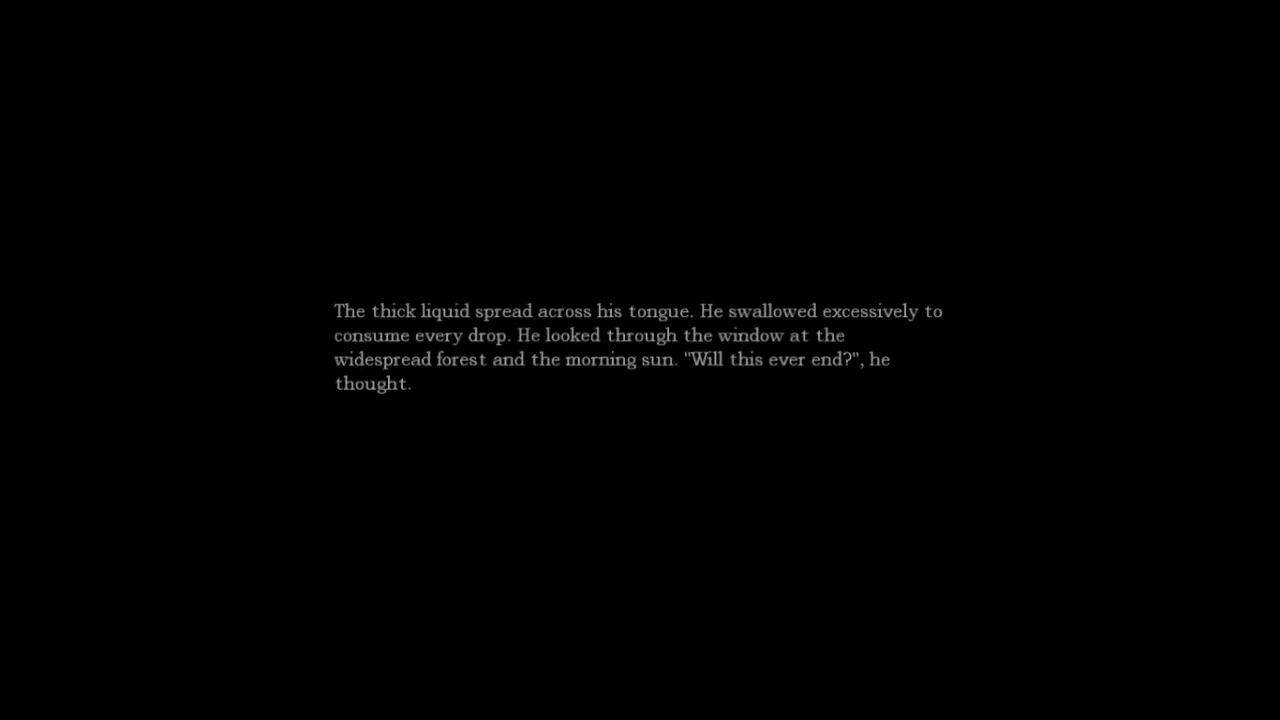 The thick liquid spread across his tongue. He swallowed excessively to
consume every drop. He looked through the window at the
widespread forest and the morning sun. "Will this ever end?", he
thought.